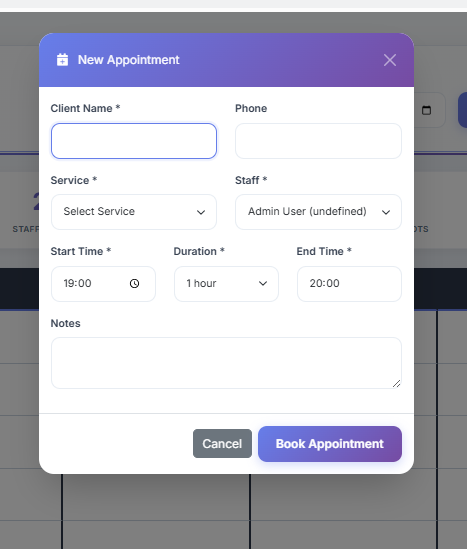 New Appointment
Client Name * Phone
Service * Staff *
Select Service Admin User (undefined)
STAFF OTS
Start Time * Duration * End Time *
19:00 1 hour 20:00
Notes
Cancel Book Appointment